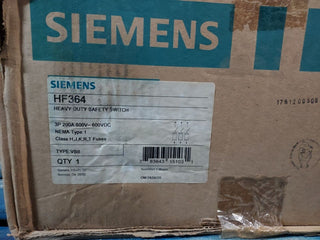 SIEMENS
17612005
SIEMENS
HF364
HEAVY DUTY SAFETY SWITCH
3P 200A 600V~ 600VDC
NEMA Type 1
Class H,J,K,R,T Fuses
TYPE VBII
QTY 1